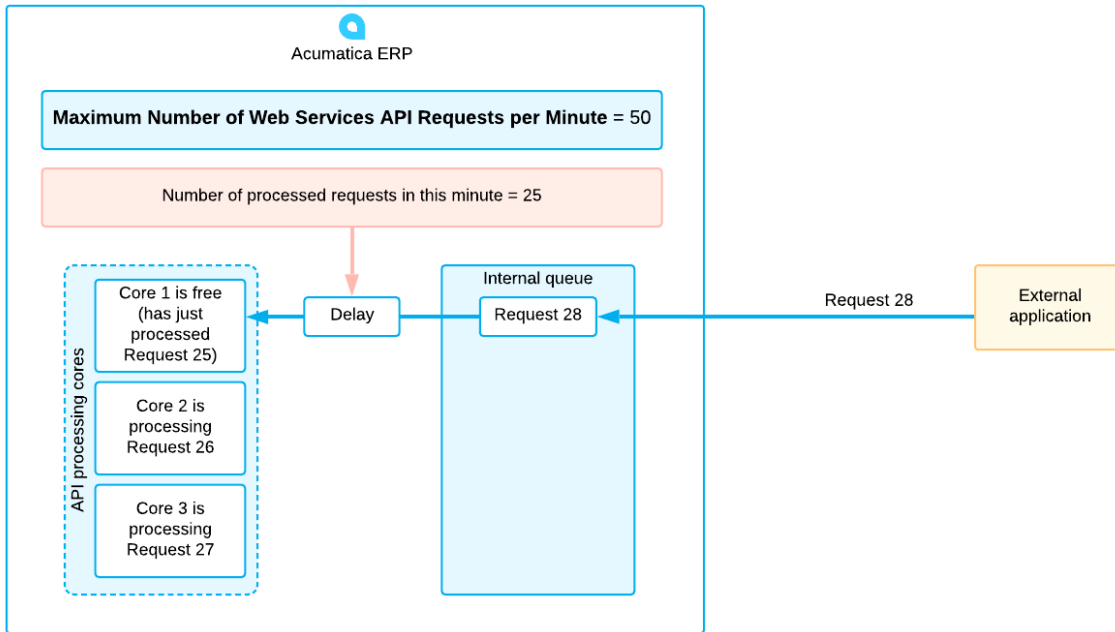 Acumatica ERP
Maximum Number of Web Services API Requests per Minute = 50
Number of processed requests in this minute = 25
API processing cores
Core 1 is free
(has just
processed
Request 25)
Core 2 is
processing
Request 26
Core 3 is
processing
Request 27
Delay
Internal queue
Request 28
Request 28
External
application